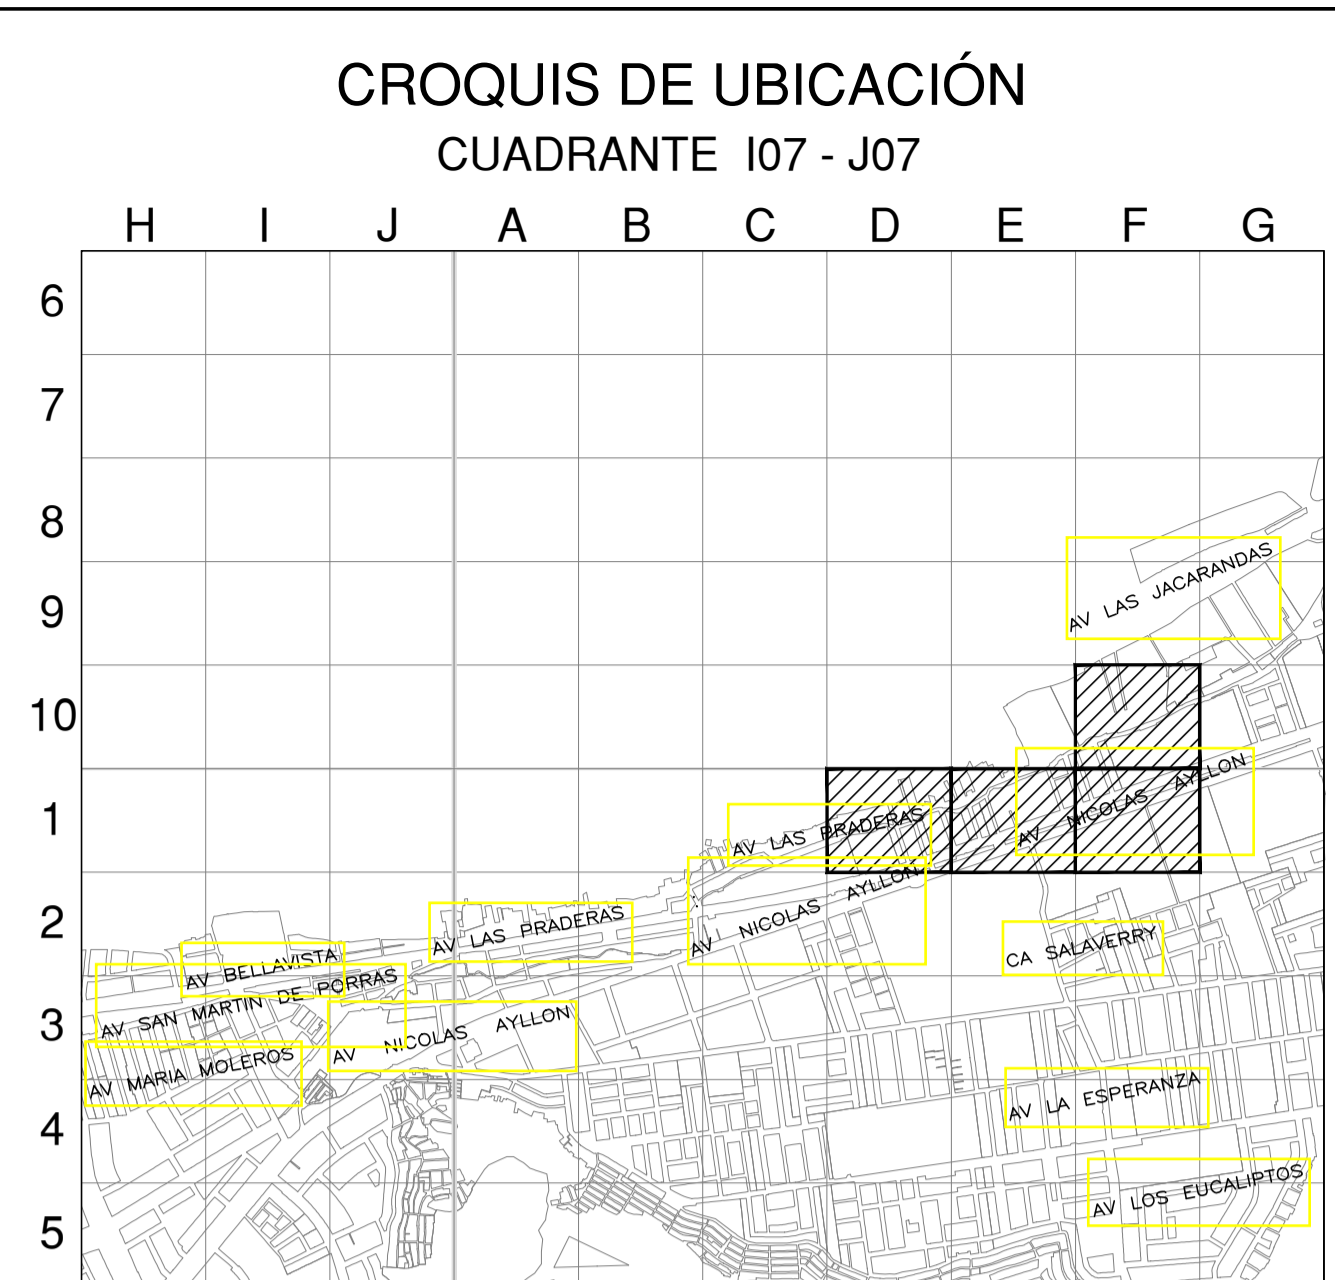 CROQUIS DE UBICACIÓN
CUADRANTE I07 - J07
H I J A B C D E F G
6
7
8
AV LAS JACARANDAS
9
10
AV NICOLAS AYLLON
1
AV LAS PRADERAS
AV NICOLAS AYLLON
2
AV LAS PRADERAS
CA SALAVERRY
AV BELLAVISTA
AV SAN MARTIN DE PORRAS
3
AV NICOLAS AYLLON
AV MARIA MOLEROS
AV LA ESPERANZA
4
AV LOS EUCALIPTOS
5